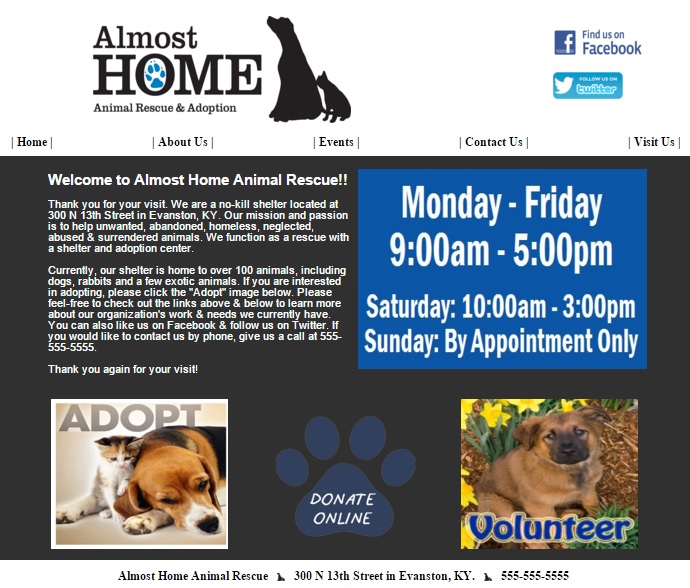 Almost
HOME
Animal Rescue & Adoption
Find us on
Facebook
FOLLOW US ON
twitter
| Home |
| About Us |
| Events |
| Contact Us |
| Visit Us |
Welcome to Almost Home Animal Rescue!!
Thank you for your visit. We are a no-kill shelter located at
300 N 13th Street in Evanston, KY. Our mission and passion
is to help unwanted, abandoned, homeless, neglected,
abused & surrendered animals. We function as a rescue with
a shelter and adoption center.
Currently, our shelter is home to over 100 animals, including
dogs, rabbits and a few exotic animals. If you are interested
in adopting, please click the "Adopt" image below. Please
feel-free to check out the links above & below to learn more
about our organization's work & needs we currently have.
You can also like us on Facebook & follow us on Twitter. If
you would like to contact us by phone, give us a call at 555-
555-5555.
Thank you again for your visit!
Monday - Friday
9:00am - 5:00pm
Saturday: 10:00am - 3:00pm
Sunday: By Appointment Only
ADOPT
DONATE
ONLINE
Volunteer
Almost Home Animal Rescue 300 N 13th Street in Evanston, KY. 555-555-5555